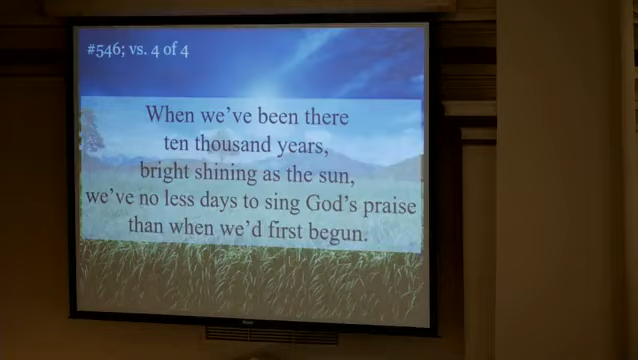 #546; vs. 4 of 4
When we've been there
ten thousand years,
bright shining as the sun,
we've no less days to sing God's praise
than when we'd first begun.